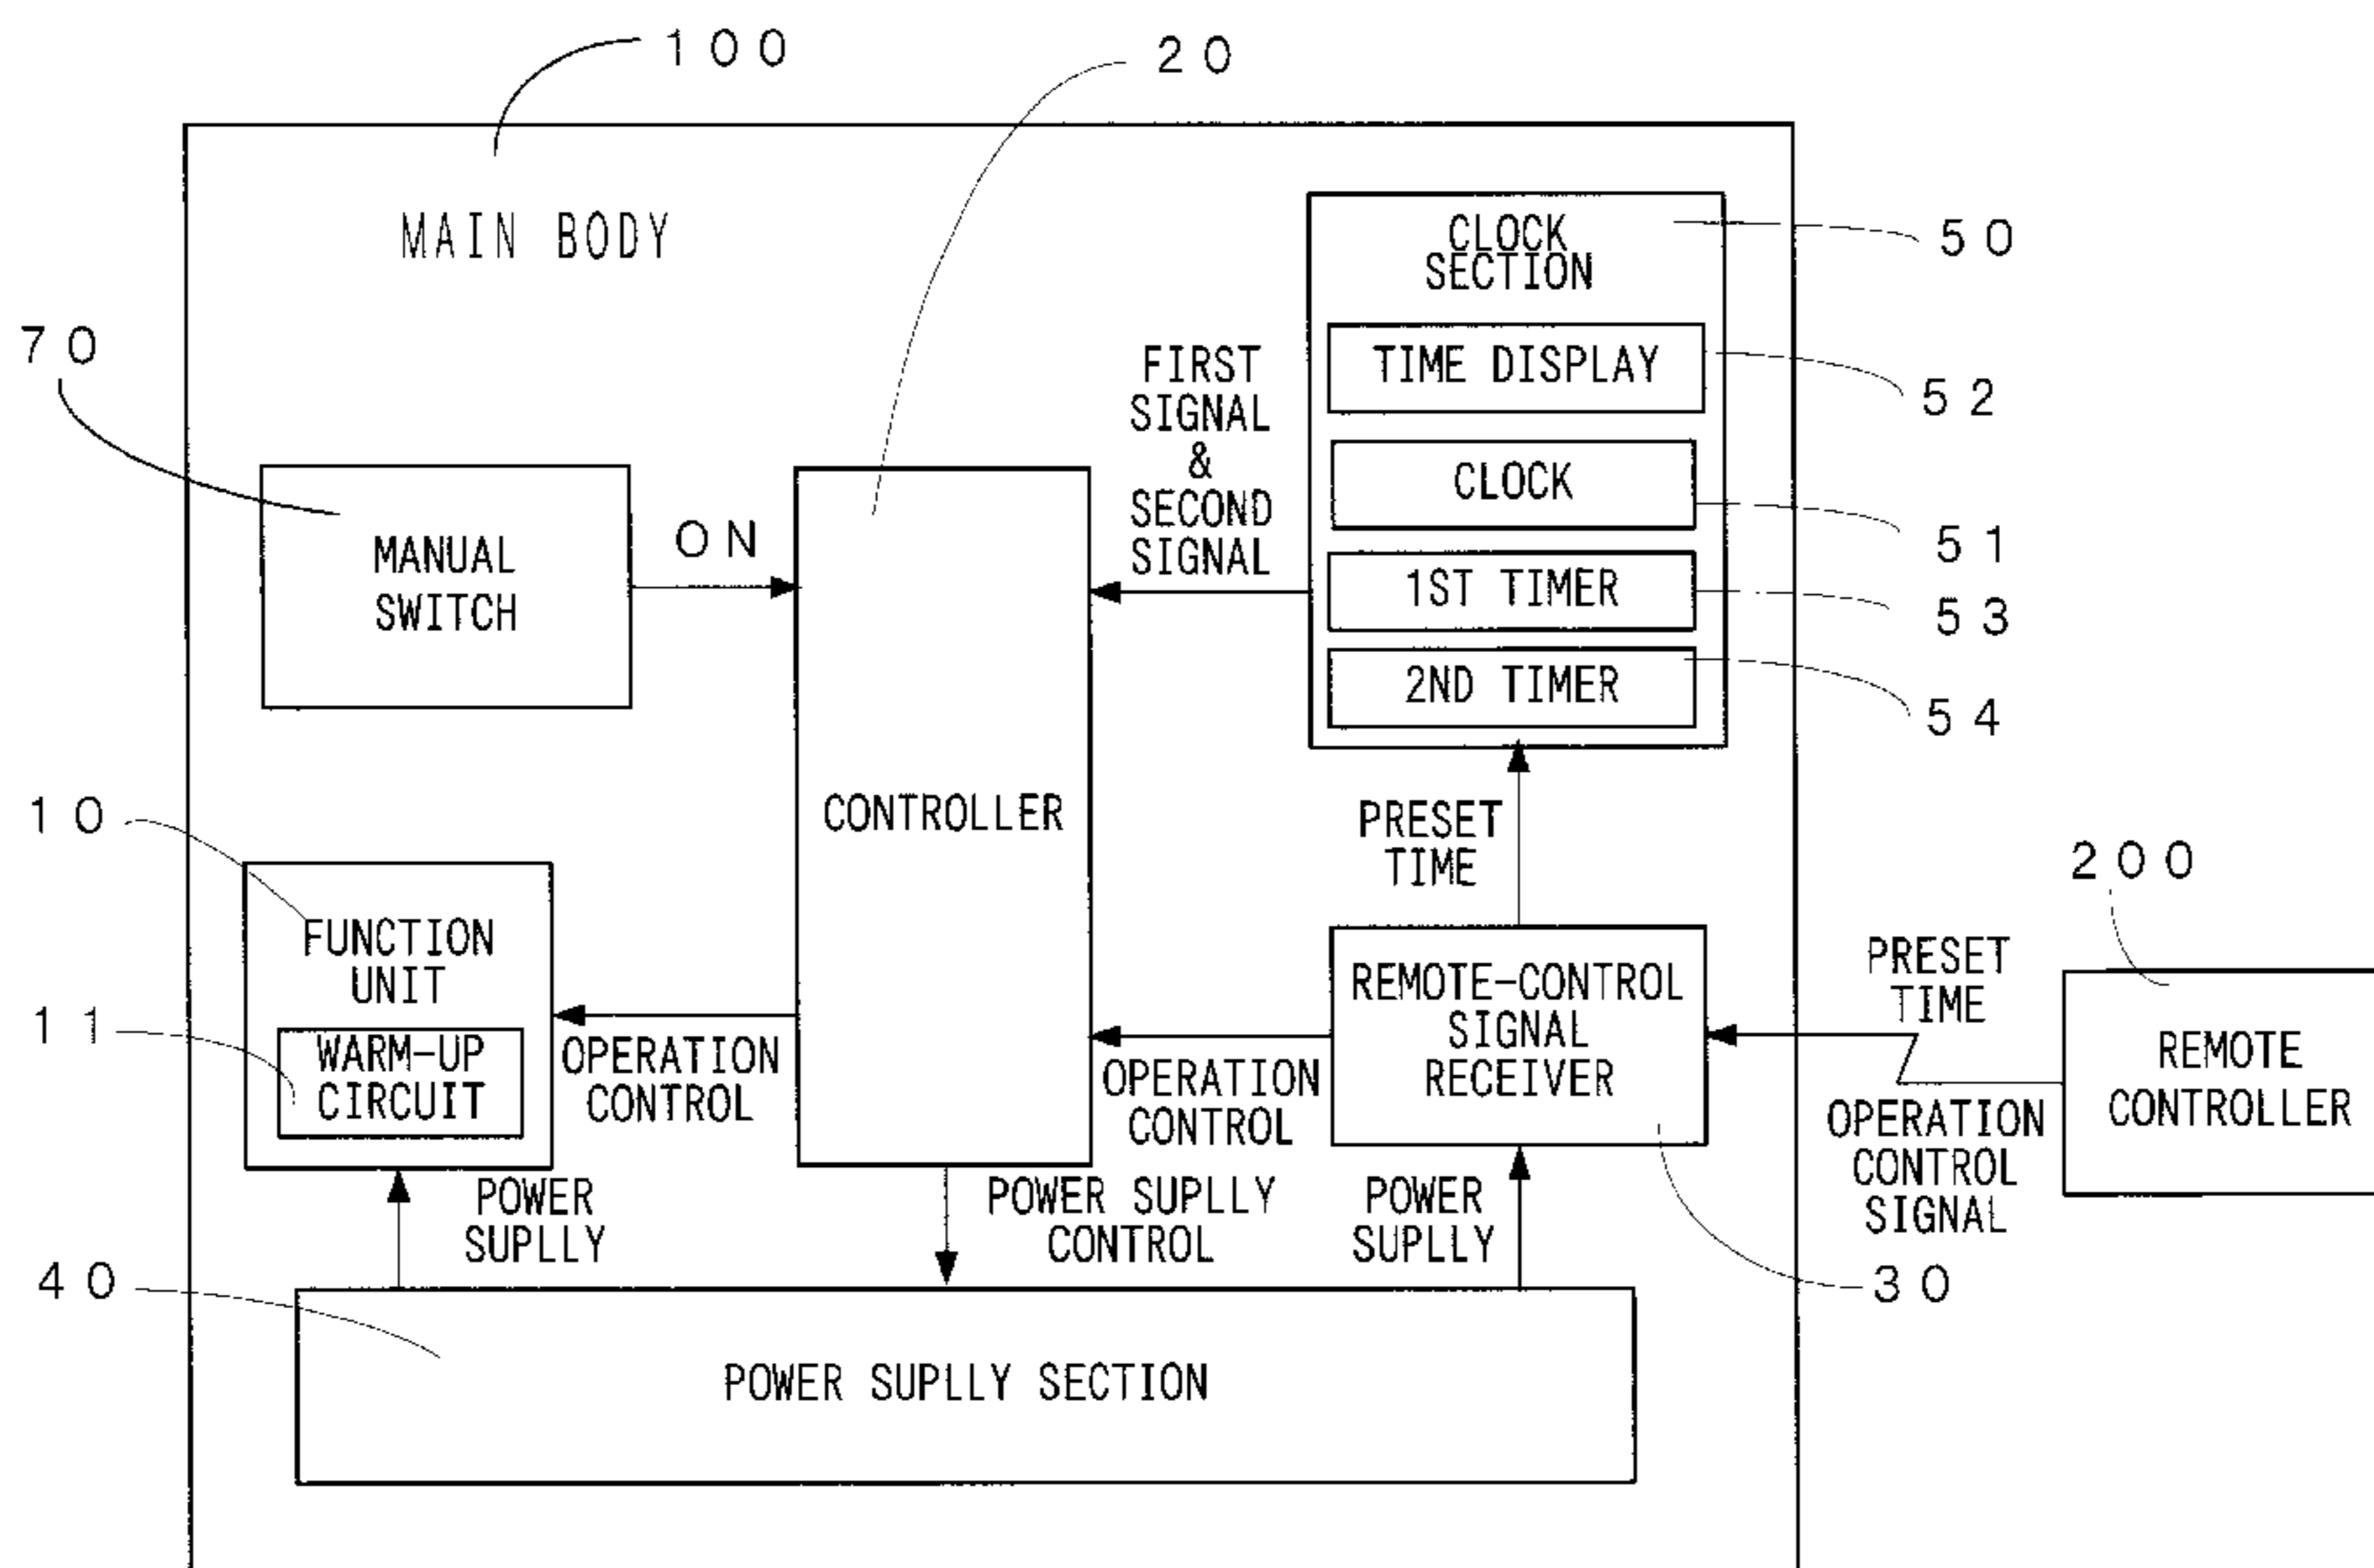 100
20
MAIN BODY
CLOCK
SECTION
50
TIME DISPLAY
52
CLOCK
51
1ST TIMER
53
2ND TIMER
54
70
MANUAL
SWITCH
ON
FIRST
SIGNAL
&
SECOND
SIGNAL
CONTROLLER
PRESET
TIME
10
FUNCTION
UNIT
11
WARM-UP
CIRCUIT
OPERATION
CONTROL
OPERATION
CONTROL
REMOTE-CONTROL
SIGNAL
RECEIVER
30
PRESET
TIME
OPERATION
CONTROL
SIGNAL
200
REMOTE
CONTROLLER
POWER
SUPLLY
POWER SUPLLY
CONTROL
POWER
SUPLLY
40
POWER SUPLLY SECTION